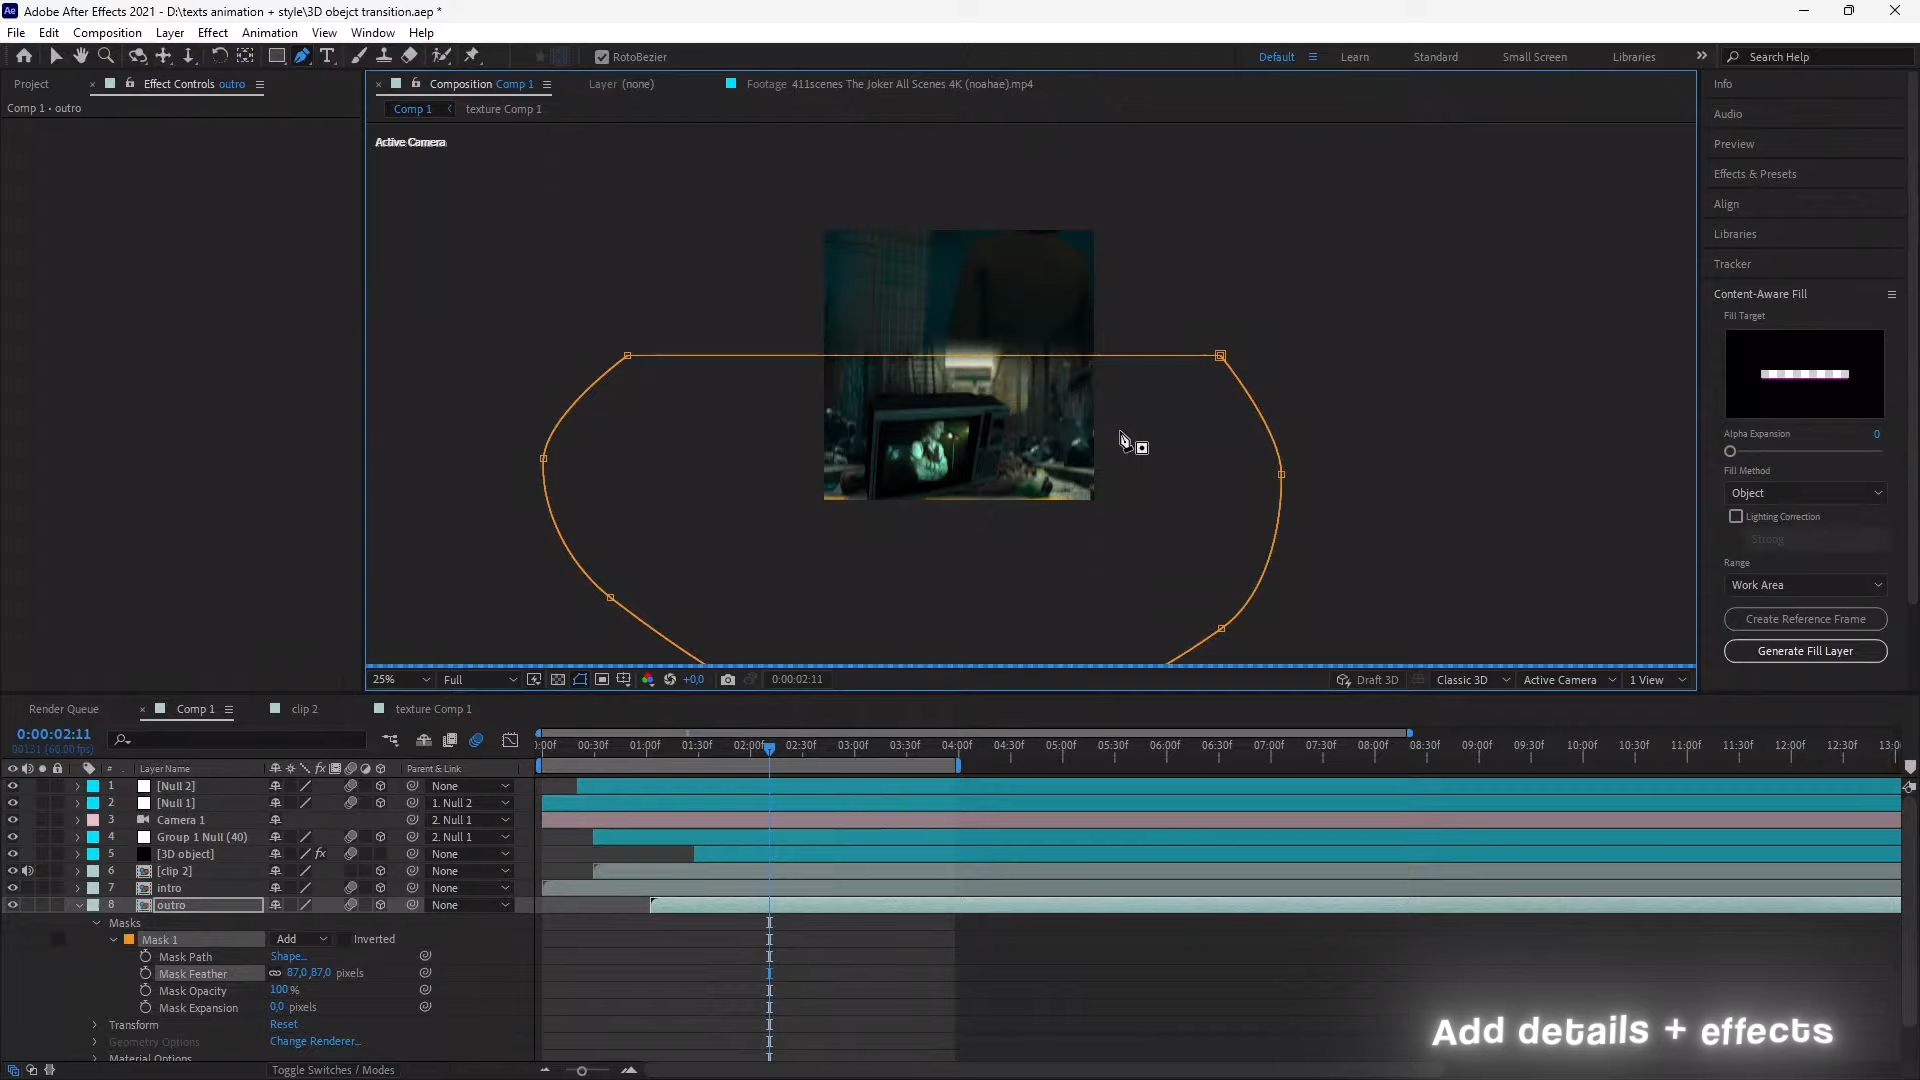 Ae Adobe After Effects 2021 - D:\texts animation + style\3D obejct transition.aep *
File Edit Composition Layer Effect Animation View Window Help
RotoBezier
Default Learn Standard Small Screen Libraries Search Help
Project Effect Controls outro
Comp 1 • outro
Composition Comp 1 Layer (none) Footage 411scenes The Joker All Scenes 4K (noahae).mp4
Comp 1 texture Comp 1
Active Camera
Info
Audio
Preview
Effects & Presets
Align
Libraries
Tracker
Content-Aware Fill
Fill Target
Alpha Expansion 0
Fill Method
Object
Lighting Correction
Strong
Range
Work Area
Create Reference Frame
Generate Fill Layer
25% Full +0,0 0:00:02:11 Draft 3D Classic 3D Active Camera 1 View
Render Queue Comp 1 clip 2 texture Comp 1
0:00:02:11
00131 (60.00 fps)
:00f 00:30f 01:00f 01:30f 02:00f 02:30f 03:00f 03:30f 04:00f 04:30f 05:00f 05:30f 06:00f 06:30f 07:00f 07:30f 08:00f 08:30f 09:00f 09:30f 10:00f 10:30f 11:00f 11:30f 12:00f 12:30f 13:0
# Layer Name fx Parent & Link
1 [Null 2] None
2 [Null 1] 1. Null 2
3 Camera 1 2. Null 1
4 Group 1 Null (40) 2. Null 1
5 [3D object] fx None
6 [clip 2] None
7 intro None
8 outro None
Masks
Mask 1 Add Inverted
Mask Path Shape...
Mask Feather 87,0,87,0 pixels
Mask Opacity 100 %
Mask Expansion 0,0 pixels
Transform Reset
Geometry Options Change Renderer...
Material Options
Toggle Switches / Modes
Add details + effects